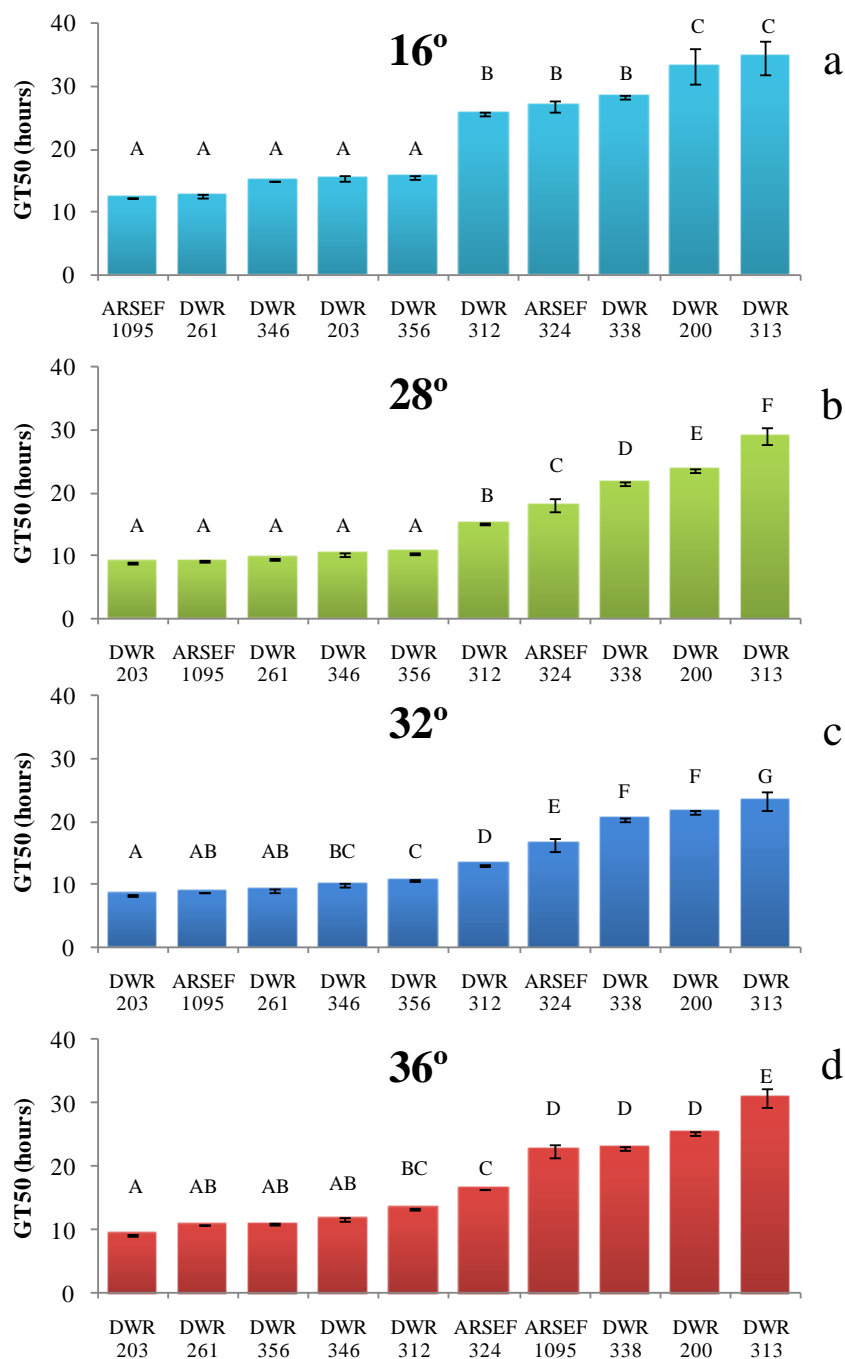 40
16º
a
C C
B B B
30
GT50 (hours)
20
A A A A A
10
0
ARSEF DWR DWR DWR DWR DWR ARSEF DWR DWR DWR
1095 261 346 203 356 312 324 338 200 313
40
28º
b
F
E
D
C
B
30
GT50 (hours)
20
A A A A A
10
0
DWR ARSEF DWR DWR DWR DWR ARSEF DWR DWR DWR
203 1095 261 346 356 312 324 338 200 313
40
32º
c
30
GT50 (hours)
G
F F
E
20
D
A AB AB BC C
10
0
DWR ARSEF DWR DWR DWR DWR ARSEF DWR DWR DWR
203 1095 261 346 356 312 324 338 200 313
40
36º
d
E
30
GT50 (hours)
D D D
20
A AB AB AB BC C
10
0
DWR DWR DWR DWR DWR ARSEF ARSEF DWR DWR DWR
203 261 356 346 312 324 1095 338 200 313